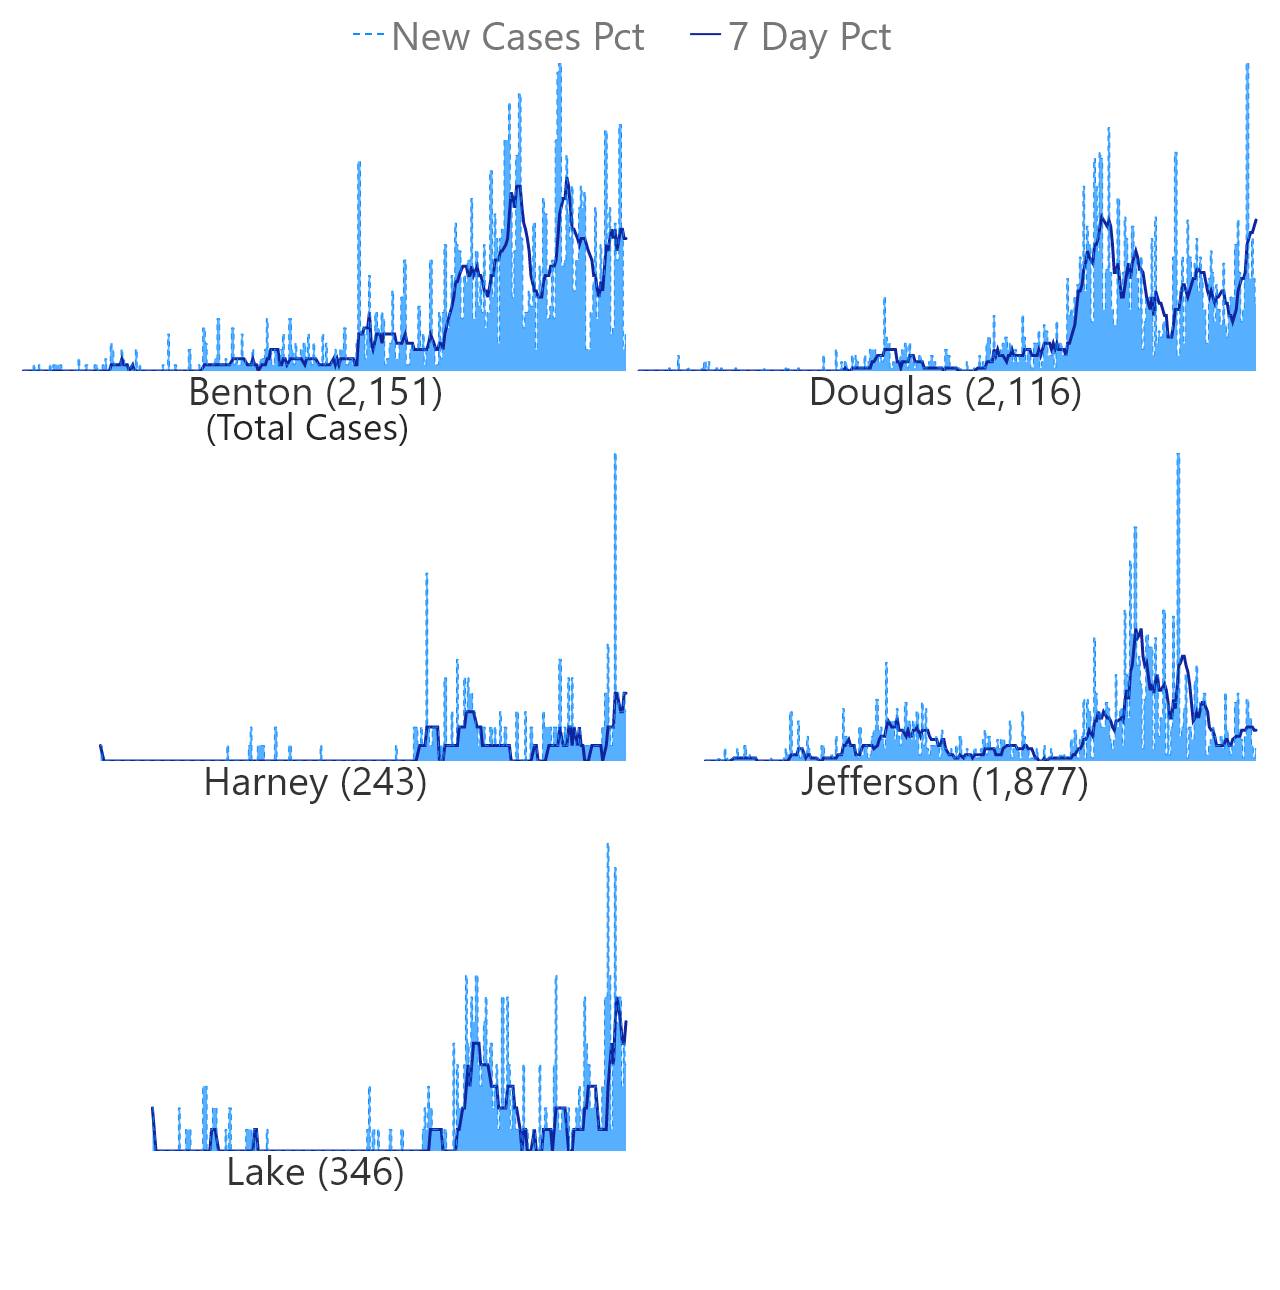 New Cases Pct 7 Day Pct
Benton (2,151) Douglas (2,116)
(Total Cases)
Harney (243) Jefferson (1,877)
Lake (346)